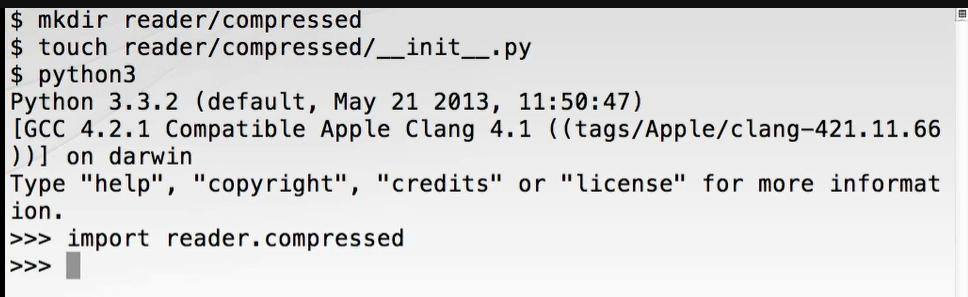 $ mkdir reader/compressed
$ touch reader/compressed/__init__.py
$ python3
Python 3.3.2 (default, May 21 2013, 11:50:47)
[GCC 4.2.1 Compatible Apple Clang 4.1 ((tags/Apple/clang-421.11.66
))] on darwin
Type "help", "copyright", "credits" or "license" for more informat
ion.
>>> import reader.compressed
>>>